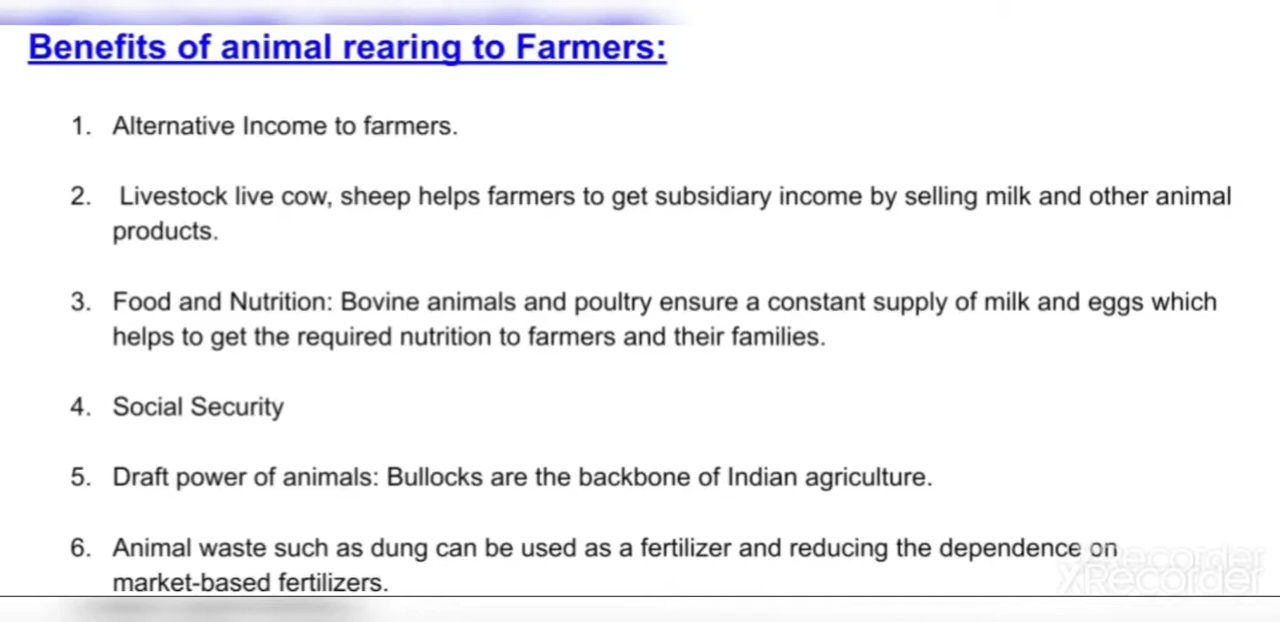 Benefits of animal rearing to Farmers:
1. Alternative Income to farmers.
2. Livestock live cow, sheep helps farmers to get subsidiary income by selling milk and other animal
products.
3. Food and Nutrition: Bovine animals and poultry ensure a constant supply of milk and eggs which
helps to get the required nutrition to farmers and their families.
4. Social Security
5. Draft power of animals: Bullocks are the backbone of Indian agriculture.
6. Animal waste such as dung can be used as a fertilizer and reducing the dependence on
market-based fertilizers.
XRecorder